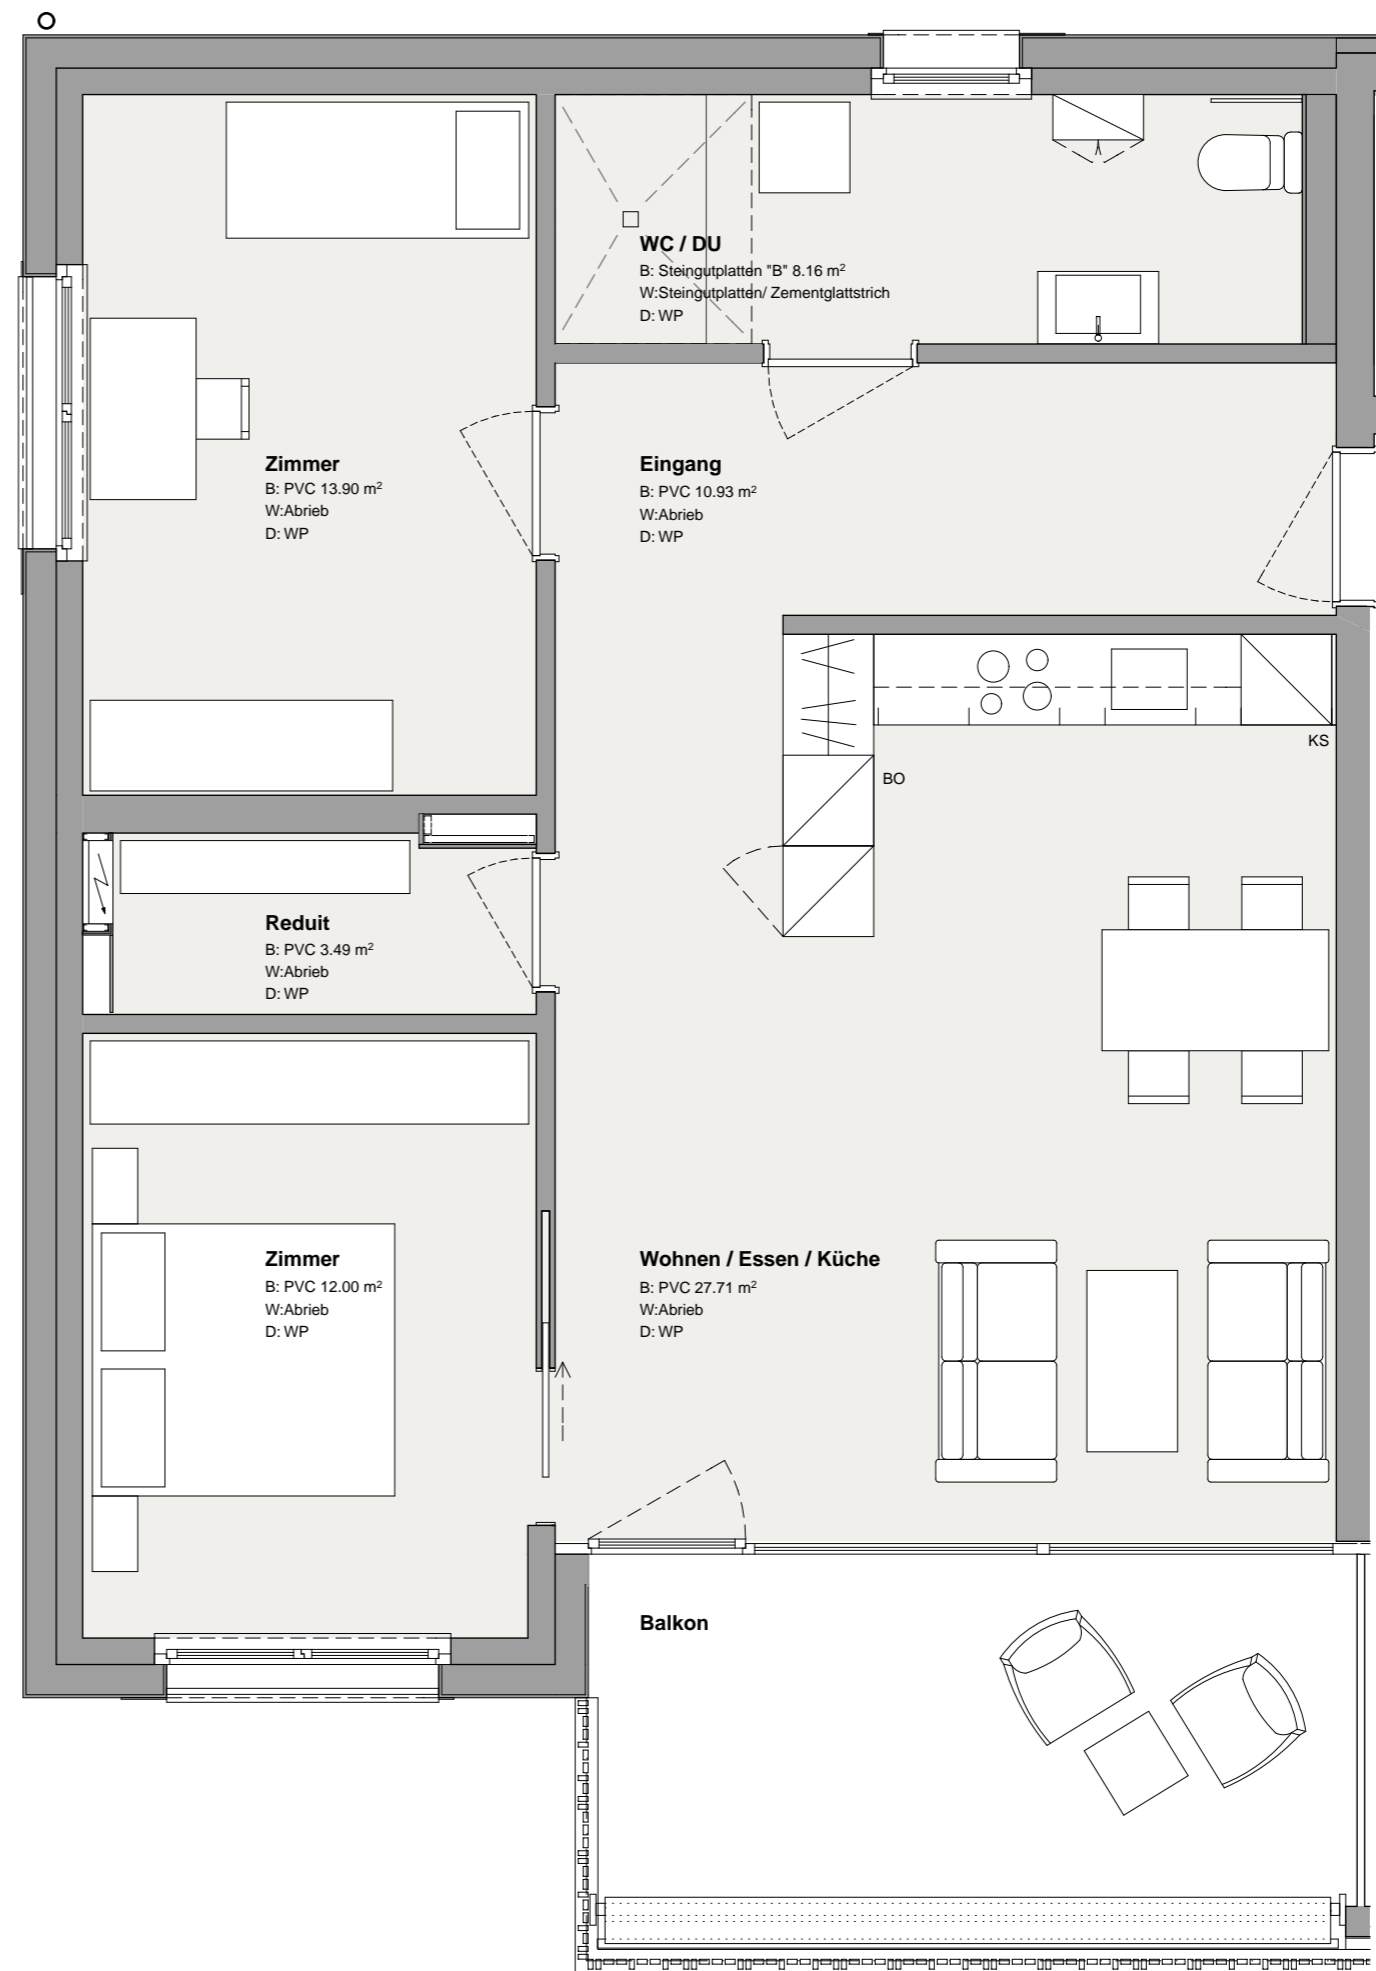 WC / DU
B: Steingutplatten "B" 8.16 m²
W:Steingutplatten/ Zementglattstrich
D: WP
Zimmer
B: PVC 13.90 m²
W:Abrieb
D: WP
Eingang
B: PVC 10.93 m²
W:Abrieb
D: WP
KS
BO
Reduit
B: PVC 3.49 m²
W:Abrieb
D: WP
Zimmer
B: PVC 12.00 m²
W:Abrieb
D: WP
Wohnen / Essen / Küche
B: PVC 27.71 m²
W:Abrieb
D: WP
Balkon